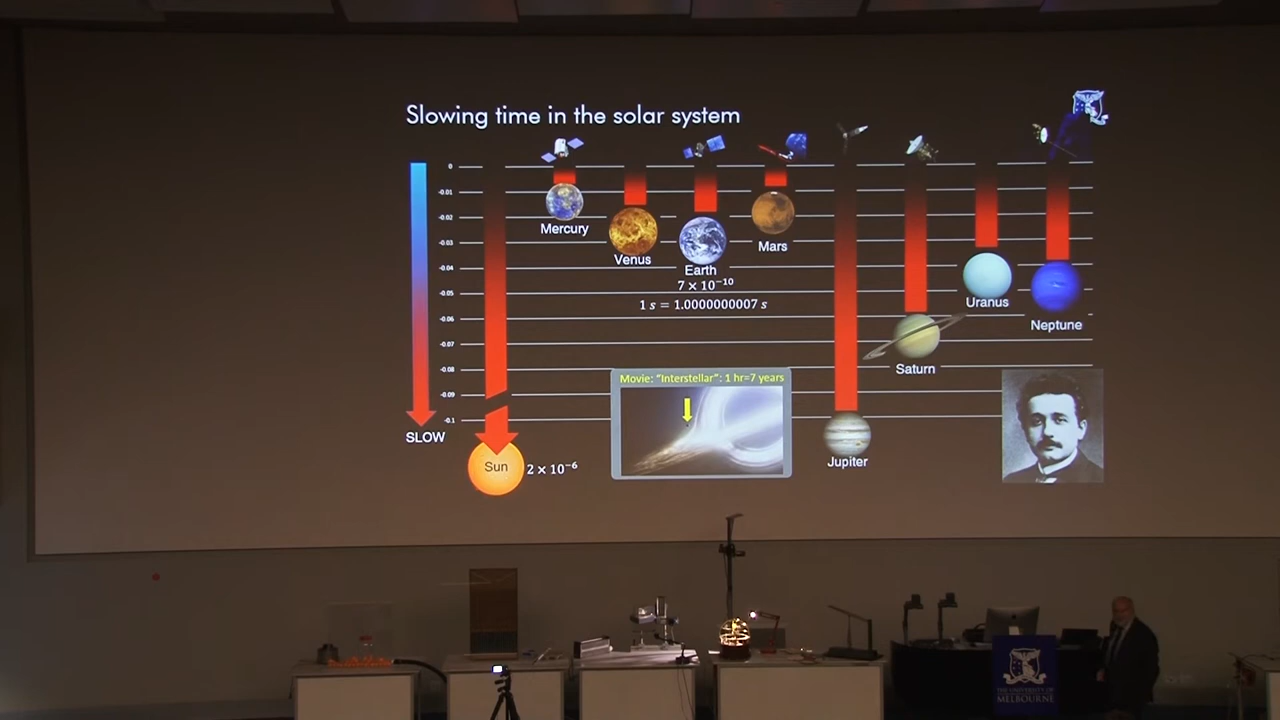 Slowing time in the solar system
0
-0.01
-0.02
-0.03
-0.04
-0.05
-0.06
-0.07
-0.08
-0.09
-0.1
SLOW
Sun
2 × 10⁻⁶
Mercury
Venus
Earth
7 × 10⁻¹⁰
1 s = 1.0000000007 s
Mars
Jupiter
Saturn
Uranus
Neptune
Movie: "Interstellar": 1 hr=7 years
THE UNIVERSITY OF
MELBOURNE